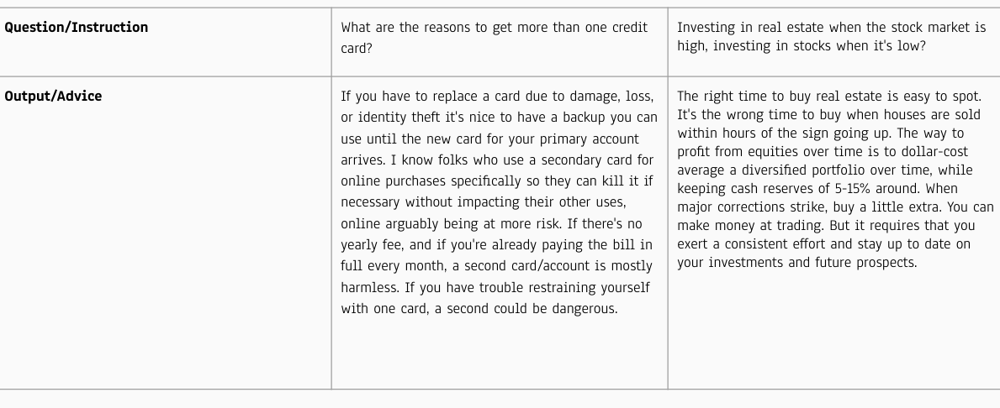 Question/Instruction
What are the reasons to get more than one credit
card?
Investing in real estate when the stock market is
high, investing in stocks when it's low?
Output/Advice
If you have to replace a card due to damage, loss,
or identity theft it's nice to have a backup you can
use until the new card for your primary account
arrives. I know folks who use a secondary card for
online purchases specifically so they can kill it if
necessary without impacting their other uses,
online arguably being at more risk. If there's no
yearly fee, and if you're already paying the bill in
full every month, a second card/account is mostly
harmless. If you have trouble restraining yourself
with one card, a second could be dangerous.
The right time to buy real estate is easy to spot.
It's the wrong time to buy when houses are sold
within hours of the sign going up. The way to
profit from equities over time is to dollar-cost
average a diversified portfolio over time, while
keeping cash reserves of 5-15% around. When
major corrections strike, buy a little extra. You can
make money at trading. But it requires that you
exert a consistent effort and stay up to date on
your investments and future prospects.